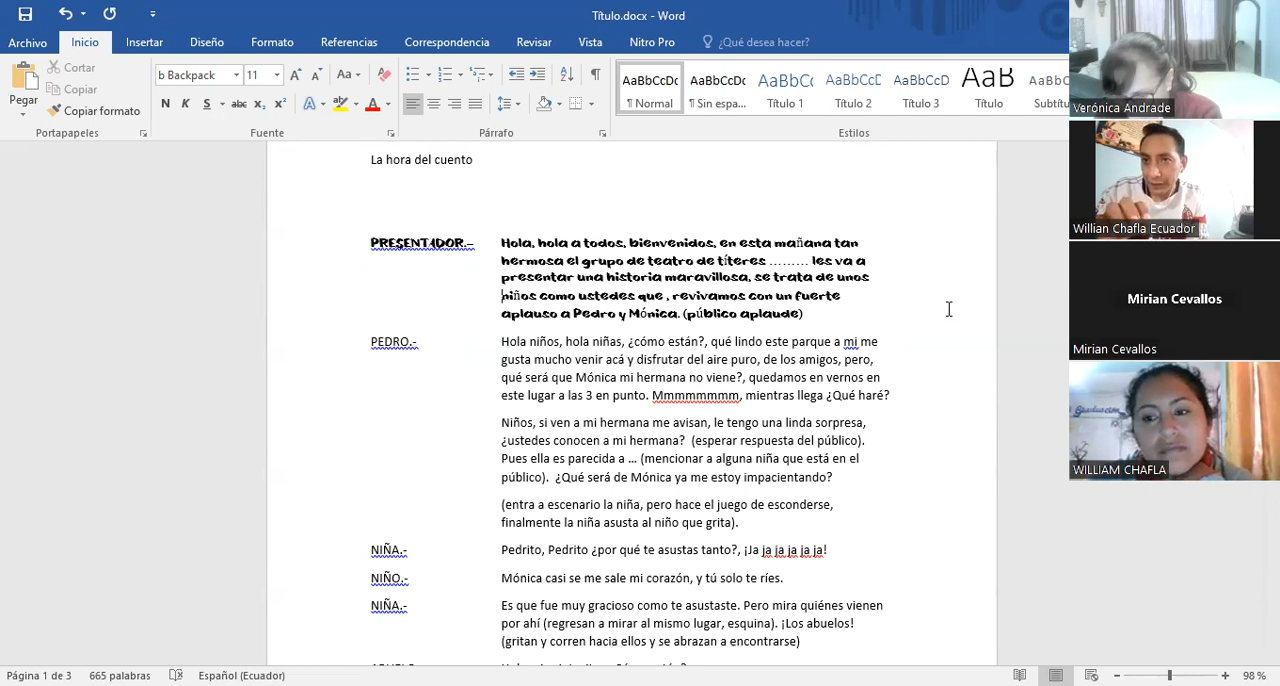 Título.docx - Word
Archivo Inicio Insertar Diseño Formato Referencias Correspondencia Revisar Vista Nitro Pro ¿Qué desea hacer?
Pegar
Cortar
Copiar
Copiar formato
Portapapeles
b Backpack 11
N K S abc x₂ x²
Fuente
Párrafo
AaBbCcDc AaBbCcDc AaBbC AaBbCcD AaBbCcD AaB
¶ Normal ¶ Sin espa... Título 1 Título 2 Título 3 Título
Estilos
La hora del cuento
PRESENTADOR.- Hola, hola a todos, bienvenidos, en esta mañana tan
hermosa el grupo de teatro de títeres ......... les va a
presentar una historia maravillosa, se trata de unos
niños como ustedes que , revivamos con un fuerte
aplauso a Pedro y Mónica. (público aplaude)
PEDRO.- Hola niños, hola niñas, ¿cómo están?, qué lindo este parque a mi me
gusta mucho venir acá y disfrutar del aire puro, de los amigos, pero,
qué será que Mónica mi hermana no viene?, quedamos en vernos en
este lugar a las 3 en punto. Mmmmmmmm, mientras llega ¿Qué haré?
Niños, si ven a mi hermana me avisan, le tengo una linda sorpresa,
¿ustedes conocen a mi hermana? (esperar respuesta del público).
Pues ella es parecida a ... (mencionar a alguna niña que está en el
público). ¿Qué será de Mónica ya me estoy impacientando?
(entra a escenario la niña, pero hace el juego de esconderse,
finalmente la niña asusta al niño que grita).
NIÑA.- Pedrito, Pedrito ¿por qué te asustas tanto?, ¡Ja ja ja ja ja ja!
NIÑO.- Mónica casi se me sale mi corazón, y tú solo te ríes.
NIÑA.- Es que fue muy gracioso como te asustaste. Pero mira quiénes vienen
por ahí (regresan a mirar al mismo lugar, esquina). ¡Los abuelos!
(gritan y corren hacia ellos y se abrazan a encontrarse)
Página 1 de 3 665 palabras Español (Ecuador) 98 %
Verónica Andrade
Willian Chafla Ecuador
Mirian Cevallos
Mirian Cevallos
WILLIAM CHAFLA